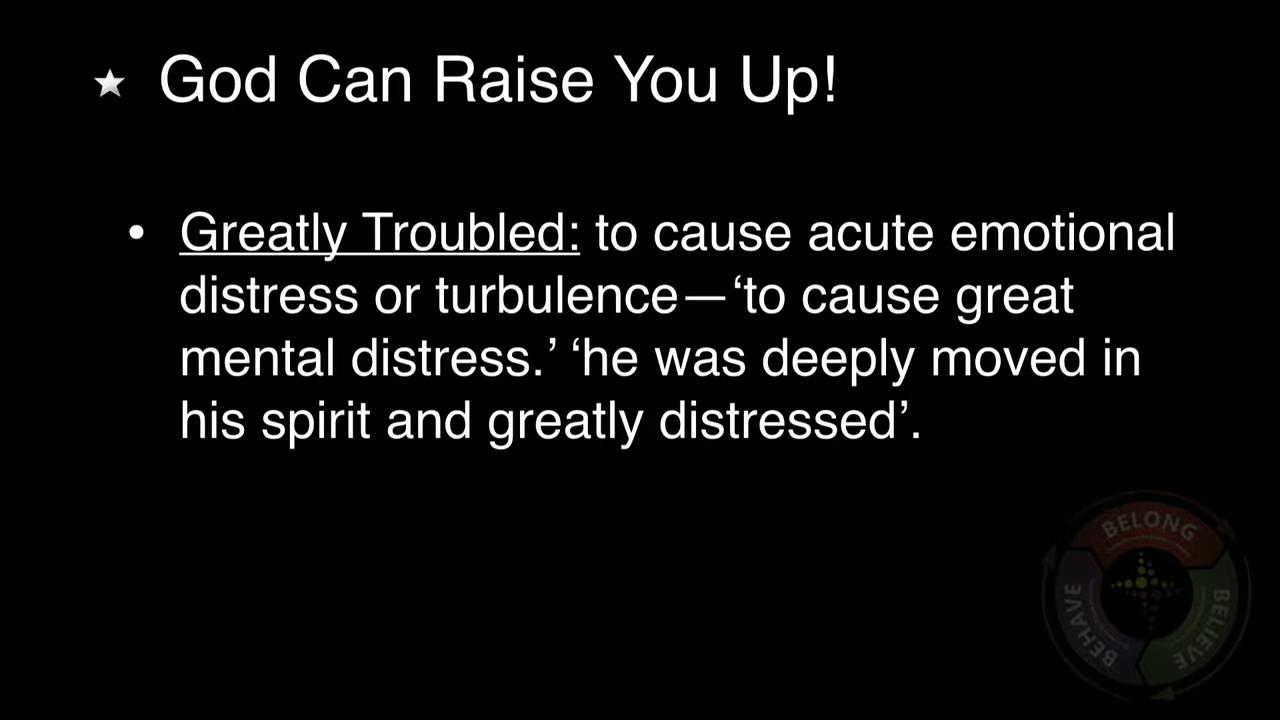 God Can Raise You Up!
• Greatly Troubled: to cause acute emotional
distress or turbulence—‘to cause great
mental distress.’ ‘he was deeply moved in
his spirit and greatly distressed’.
BELONG
BELIEVE
BEHAVE